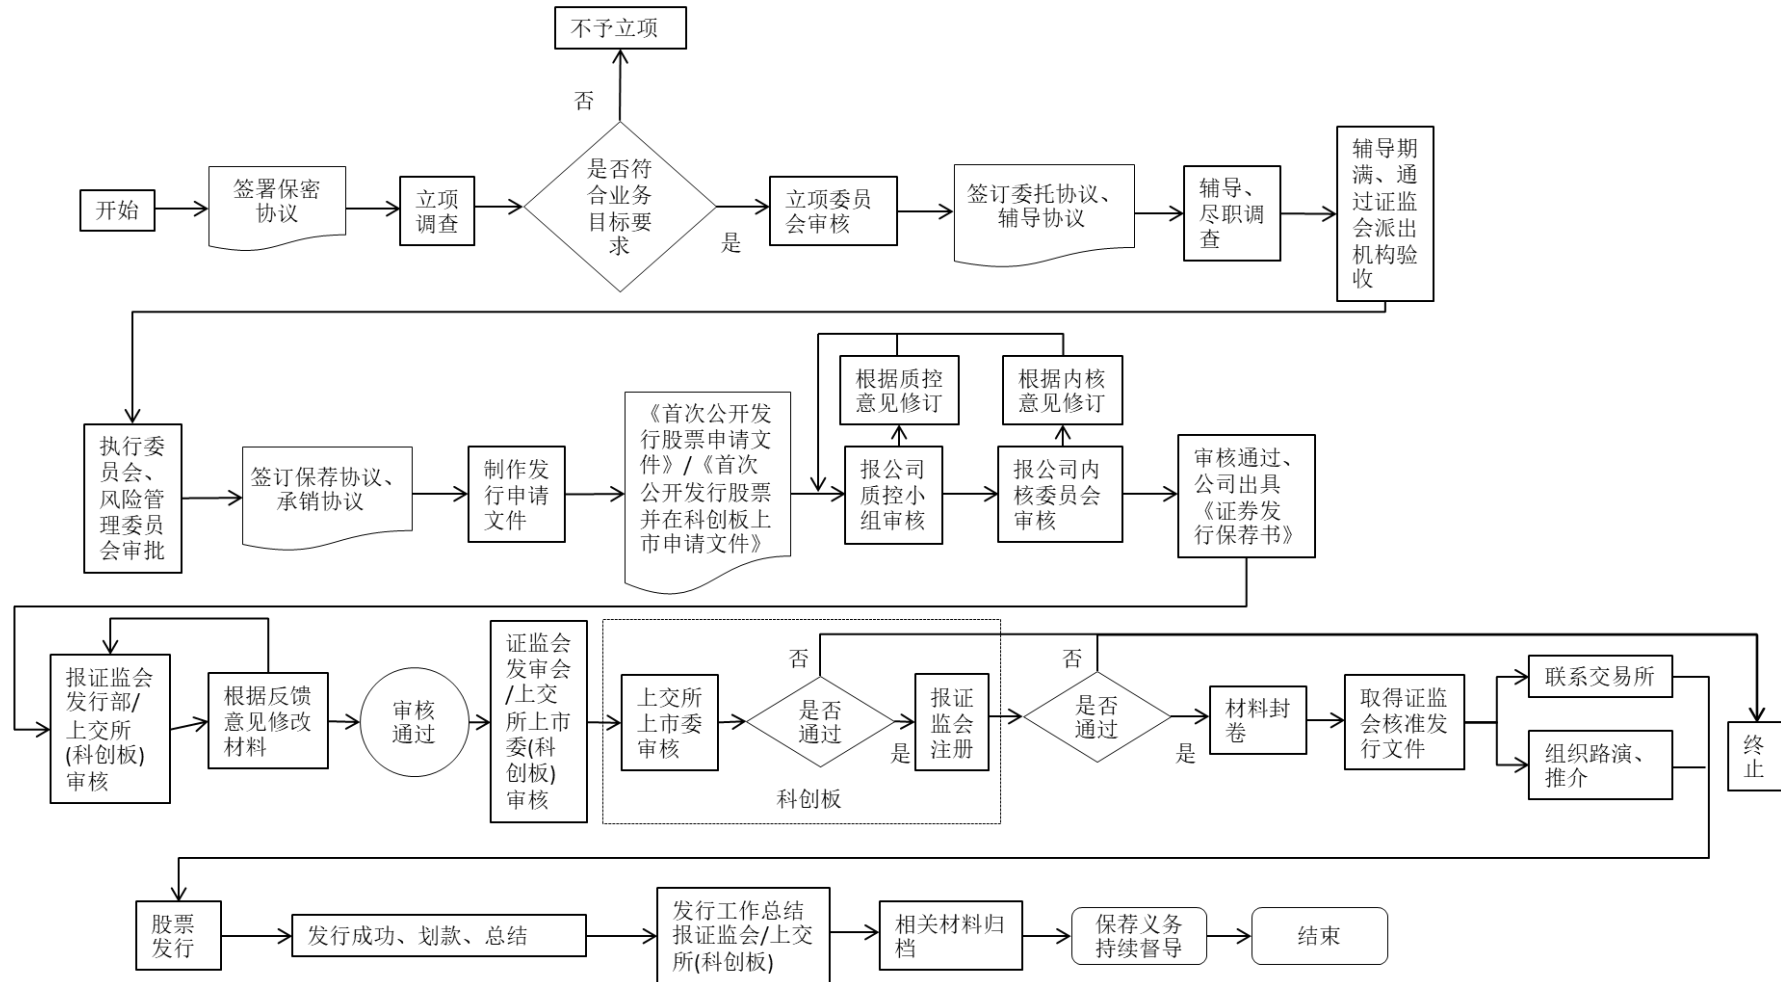 不予立项
否
开始
签署保密
协议
立项
调查
是否符
合业务
目标要
求
是
立项委员
会审核
签订委托协议、
辅导协议
辅导、
尽职调
查
辅导期
满、通
过证监
会派出
机构验
收
执行委
员会、
风险管
理委员
会审批
签订保荐协议、
承销协议
制作发
行申请
文件
《首次公开发
行股票申请文
件》/《首次
公开发行股票
并在科创板上
市申请文件》
根据质控
意见修订
报公司
质控小
组审核
根据内核
意见修订
报公司内
核委员会
审核
审核通过、
公司出具
《证券发
行保荐书》
报证监会
发行部/
上交所
(科创板)
审核
根据反馈
意见修改
材料
审核
通过
证监会
发审会
/上交
所上市
委(科
创板)
审核
上交所
上市委
审核
否
是否
通过
是
报证
监会
注册
科创板
否
是否
通过
是
材料封
卷
取得证监
会核准发
行文件
联系交易所
组织路演、
推介
终
止
股票
发行
发行成功、划款、总结
发行工作总结
报证监会/上交
所(科创板)
相关材料归
档
保荐义务
持续督导
结束